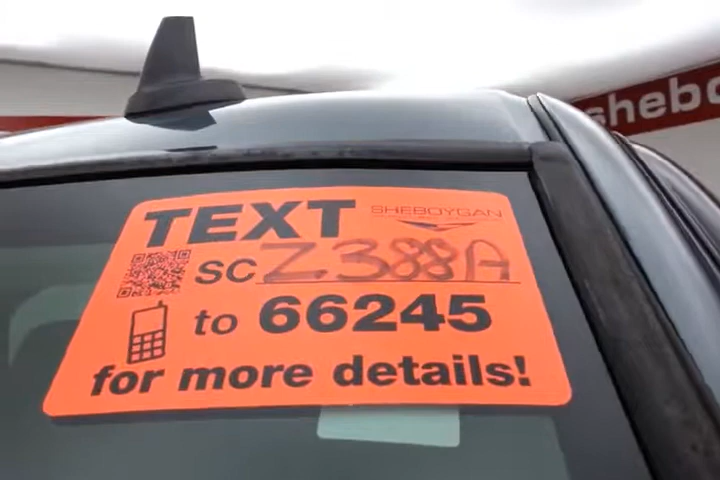 TEXT SHEBOYGAN
SC Z388A
to 66245
for more details!
shebo